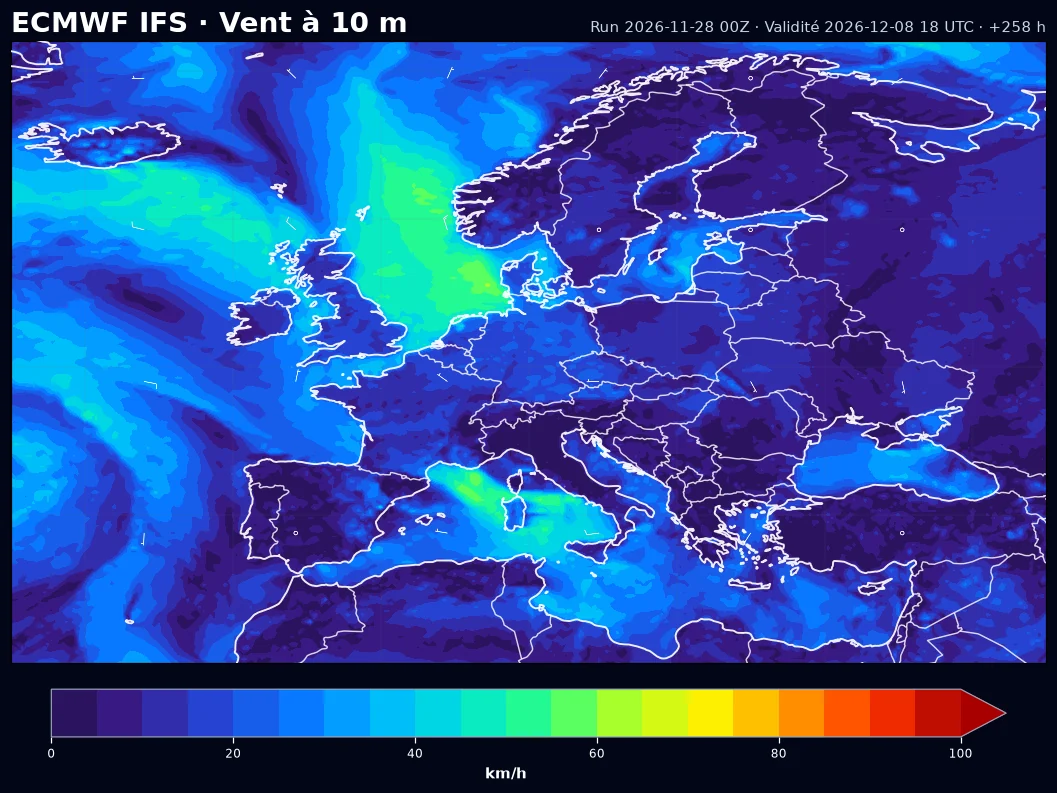 ECMWF IFS · Vent à 10 m
Run 2026-11-28 00Z · Validité 2026-12-08 18 UTC · +258 h
0 20 40 60 80 100
km/h